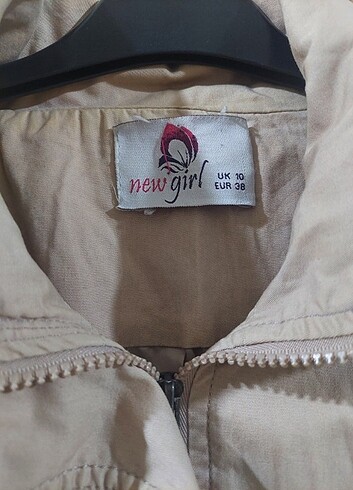 new girl
UK 10
EUR 38